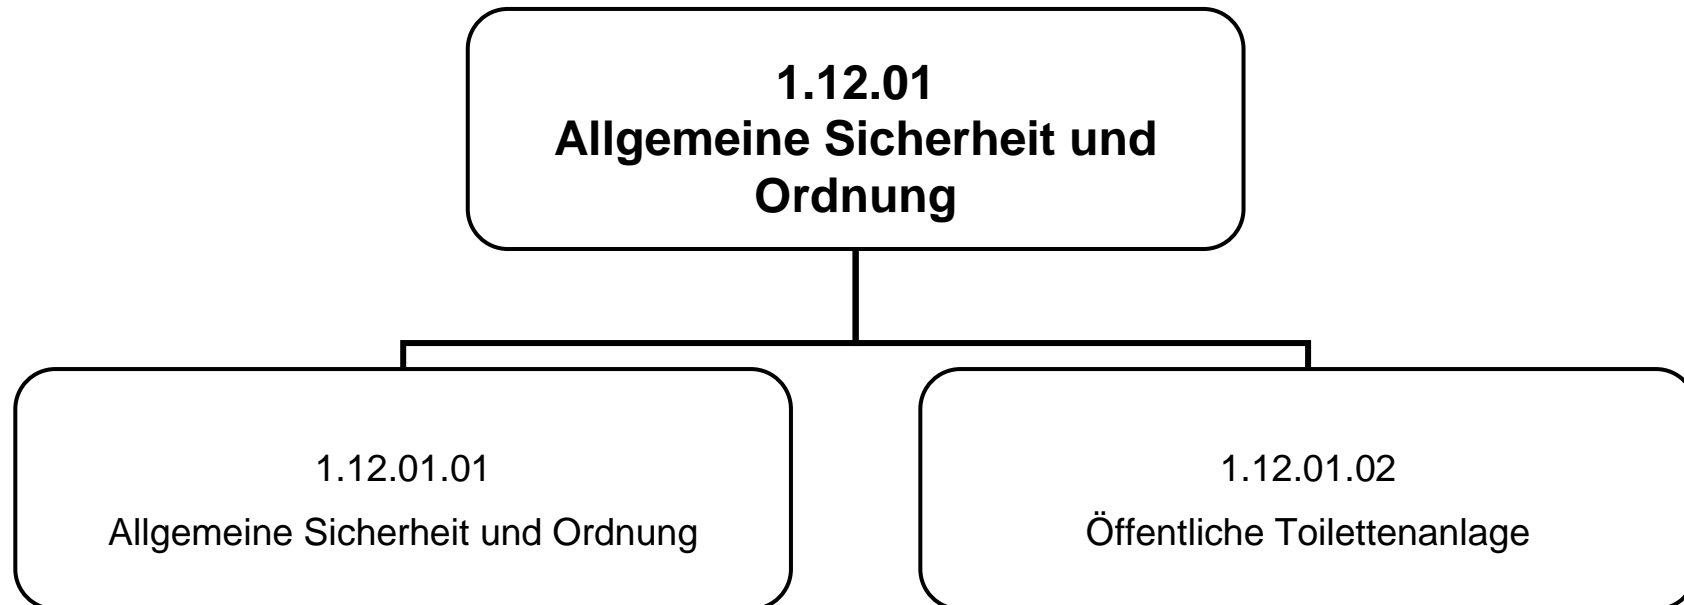 1.12.01
Allgemeine Sicherheit und
Ordnung
1.12.01.01
Allgemeine Sicherheit und Ordnung
1.12.01.02
Öffentliche Toilettenanlage